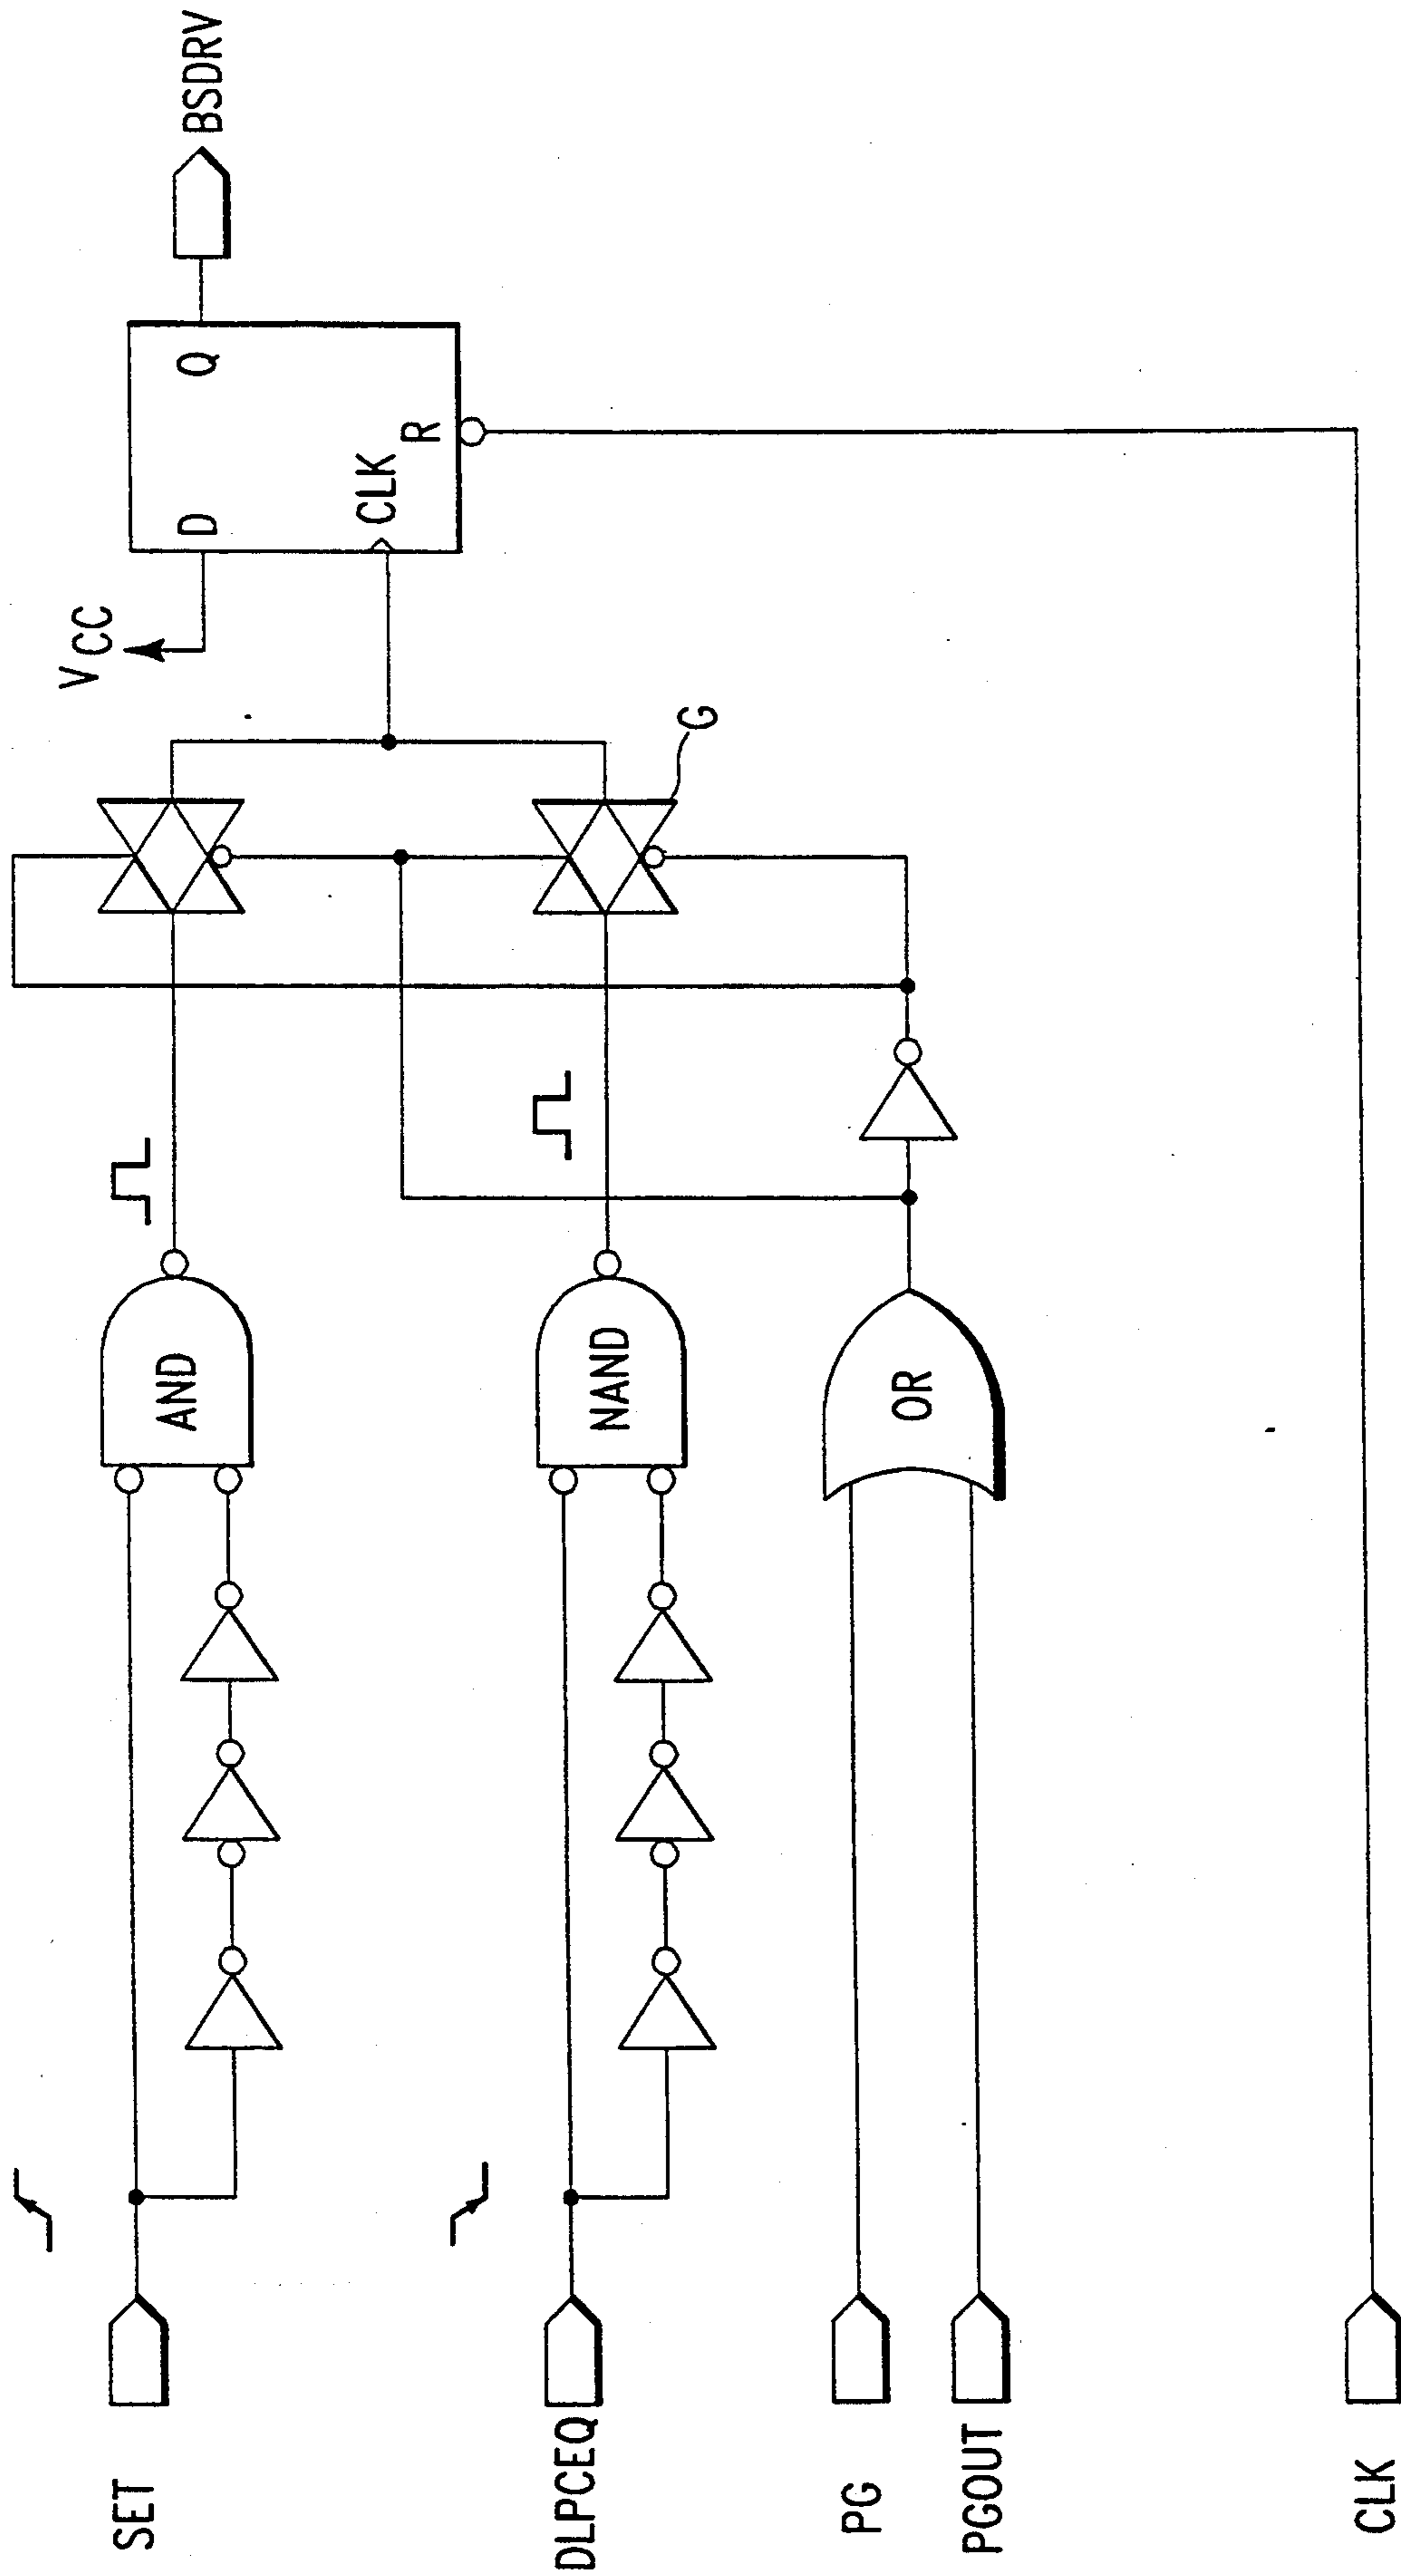 SET
DLPCEQ
PG
PGOUT
CLK
AND
NAND
OR
G
VCC
D
Q
CLK
R
BSDRV